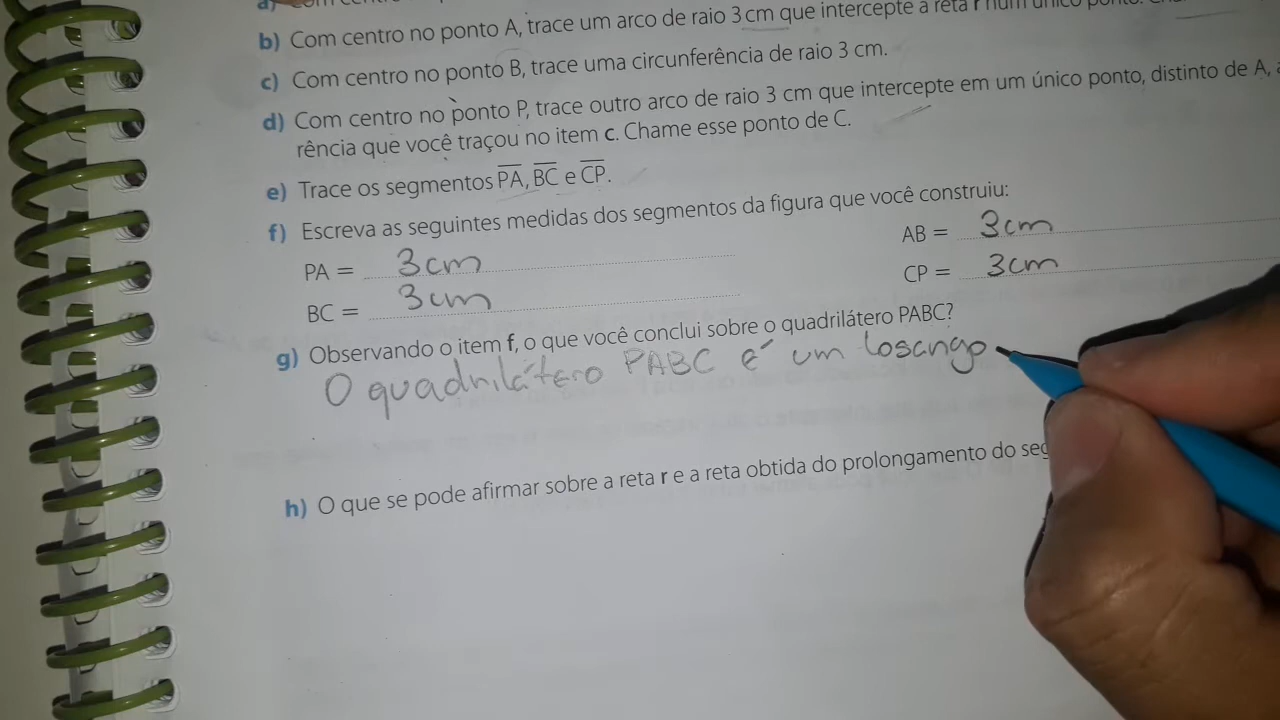 b) Com centro no ponto A, trace um arco de raio 3 cm que intercepte a reta r num único ponto.
c) Com centro no ponto B, trace uma circunferência de raio 3 cm.
d) Com centro no ponto P, trace outro arco de raio 3 cm que intercepte em um único ponto, distinto de A, a
rência que você traçou no item c. Chame esse ponto de C.
e) Trace os segmentos PA, BC e CP.
f) Escreva as seguintes medidas dos segmentos da figura que você construiu:
PA = 3cm AB = 3cm
BC = 3cm CP = 3cm
g) Observando o item f, o que você conclui sobre o quadrilátero PABC?
O quadrilátero PABC é um losango
h) O que se pode afirmar sobre a reta r e a reta obtida do prolongamento do seg